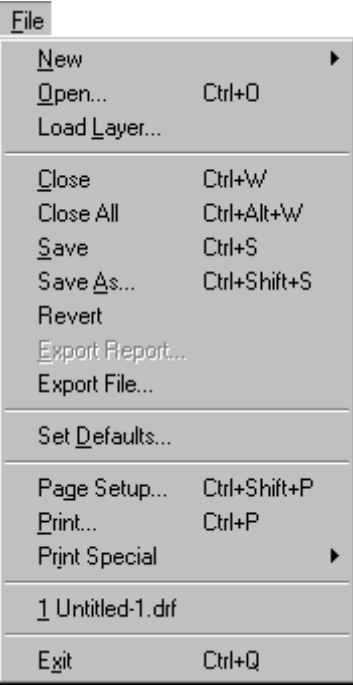 File
New
Open... Ctrl+O
Load Layer...
Close Ctrl+W
Close All Ctrl+Alt+W
Save Ctrl+S
Save As... Ctrl+Shift+S
Revert
Export Report...
Export File...
Set Defaults...
Page Setup... Ctrl+Shift+P
Print... Ctrl+P
Print Special
1 Untitled-1.drf
Exit Ctrl+Q